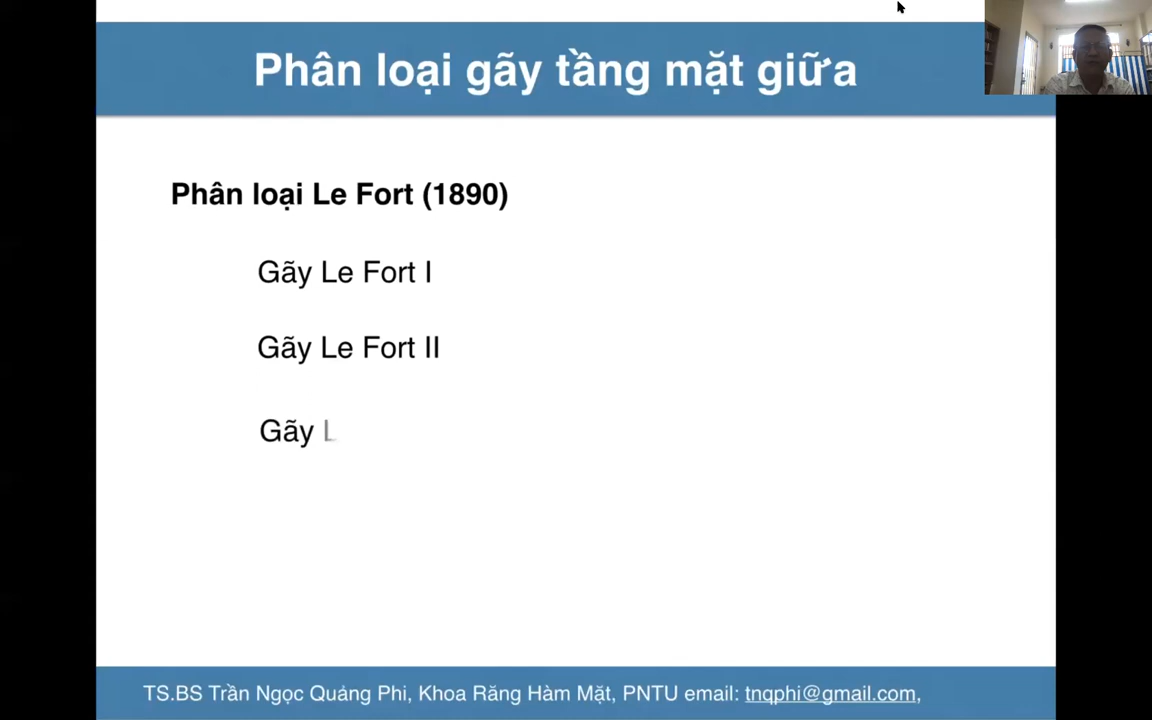 Phân loại gãy tầng mặt giữa
Phân loại Le Fort (1890)
Gãy Le Fort I
Gãy Le Fort II
Gãy L
TS.BS Trần Ngọc Quảng Phi, Khoa Răng Hàm Mặt, PNTU email: tnqphi@gmail.com,